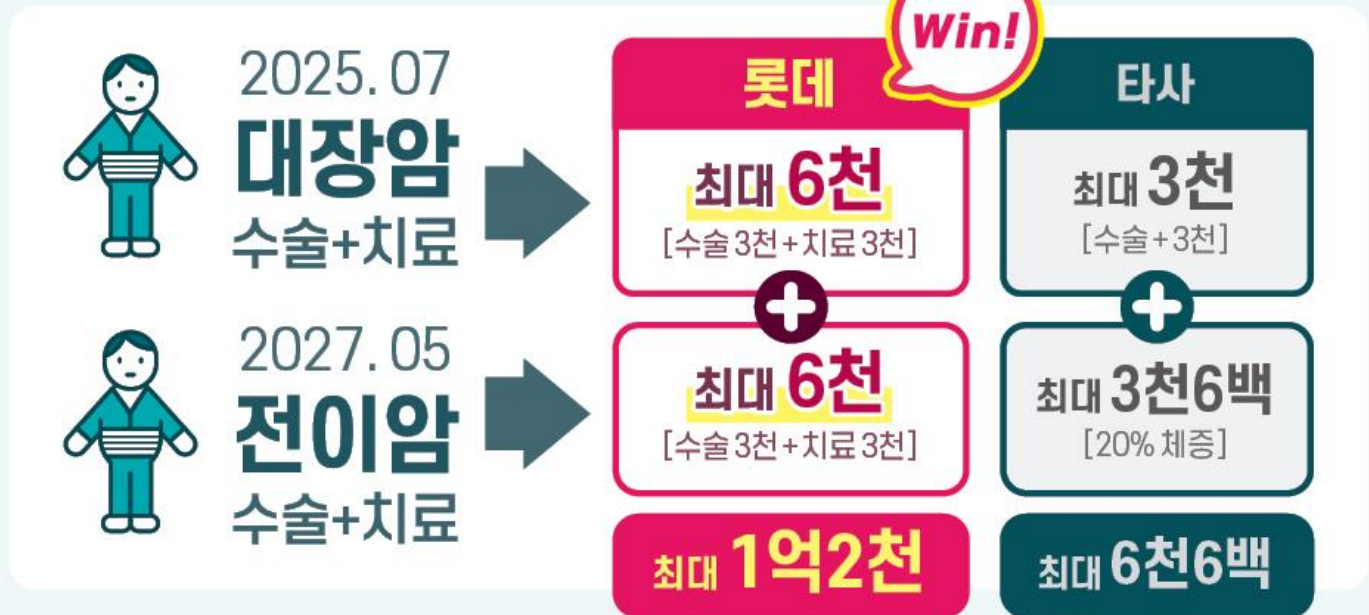 Win!
2025. 07
대장암
수술+치료
롯데
타사
최대 6천
[수술 3천 + 치료 3천]
최대 3천
[수술 + 3천]
2027. 05
전이암
수술+치료
최대 6천
[수술 3천 + 치료 3천]
최대 3천6백
[20% 체증]
최대 1억2천
최대 6천6백